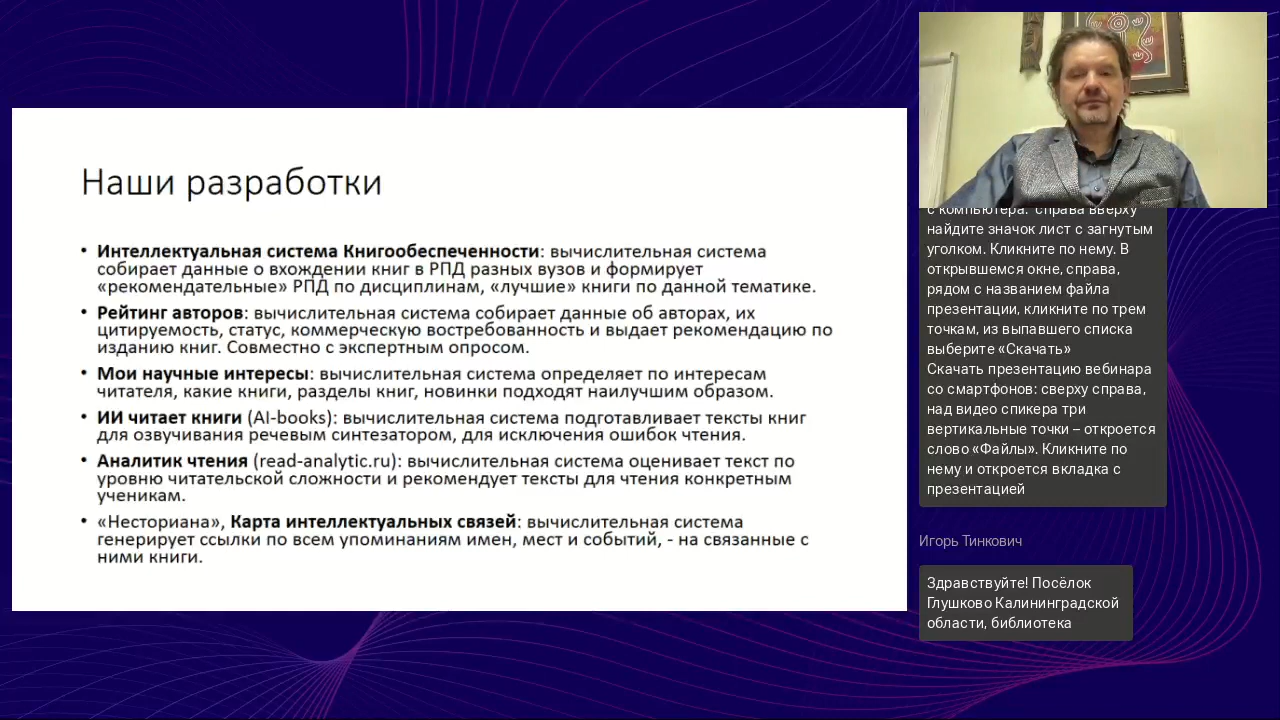 Наши разработки
• Интеллектуальная система Книгообеспеченности: вычислительная система
собирает данные о вхождении книг в РПД разных вузов и формирует
«рекомендательные» РПД по дисциплинам, «лучшие» книги по данной тематике.
• Рейтинг авторов: вычислительная система собирает данные об авторах, их
цитируемость, статус, коммерческую востребованность и выдает рекомендацию по
изданию книг. Совместно с экспертным опросом.
• Мои научные интересы: вычислительная система определяет по интересам
читателя, какие книги, разделы книг, новинки подходят наилучшим образом.
• ИИ читает книги (AI-books): вычислительная система подготавливает тексты книг
для озвучивания речевым синтезатором, для исключения ошибок чтения.
• Аналитик чтения (read-analytic.ru): вычислительная система оценивает текст по
уровню читательской сложности и рекомендует тексты для чтения конкретным
ученикам.
• «Несториана», Карта интеллектуальных связей: вычислительная система
генерирует ссылки по всем упоминаниям имен, мест и событий, - на связанные с
ними книги.
с компьютера: справа вверху
найдите значок лист с загнутым
уголком. Кликните по нему. В
открывшемся окне, справа,
рядом с названием файла
презентации, кликните по трем
точкам, из выпавшего списка
выберите «Скачать»
Скачать презентацию вебинара
со смартфонов: сверху справа,
над видео спикера три
вертикальные точки – откроется
слово «Файлы». Кликните по
нему и откроется вкладка с
презентацией
Игорь Тинкович
Здравствуйте! Посёлок
Глушково Калининградской
области, библиотека